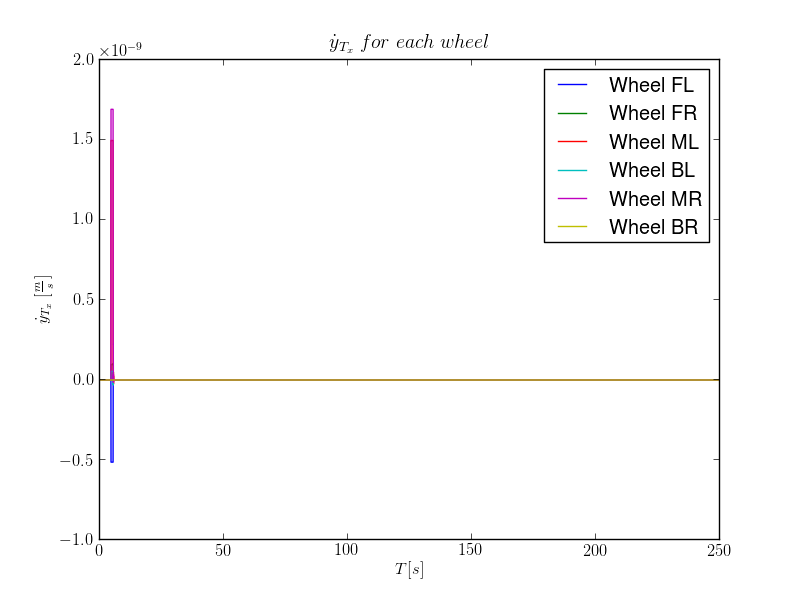 ẏ_{T_x} for each wheel
×10⁻⁹
2.0
1.5
1.0
0.5
0.0
−0.5
−1.0
ẏ_{T_x} [m/s]
0 50 100 150 200 250
T[s]
Wheel FL
Wheel FR
Wheel ML
Wheel BL
Wheel MR
Wheel BR